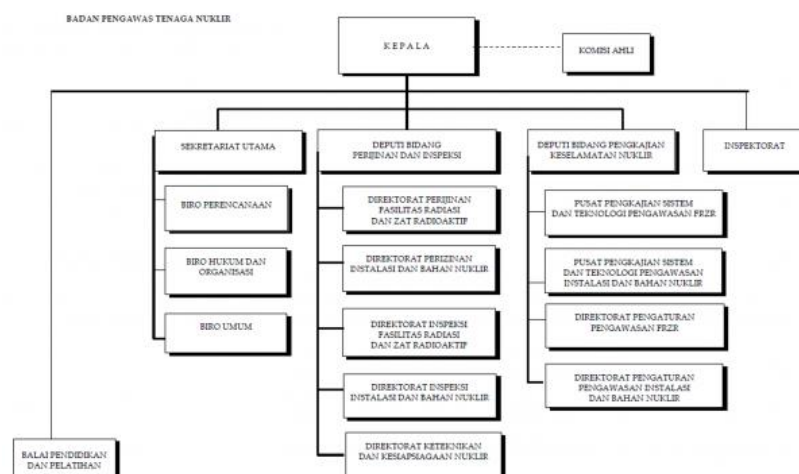 BADAN PENGAWAS TENAGA NUKLIR
KEPALA
KOMISI AHLI
SEKRETARIAT UTAMA
DEPUTI BIDANG
PERIJINAN DAN INSPEKSI
DEPUTI BIDANG PENGKAJIAN
KESELAMATAN NUKLIR
INSPEKTORAT
BIRO PERENCANAAN
BIRO HUKUM DAN
ORGANISASI
BIRO UMUM
DIREKTORAT PERIJINAN
FASILITAS RADIASI
DAN ZAT RADIOAKTIF
DIREKTORAT PERIZINAN
INSTALASI DAN BAHAN NUKLIR
DIREKTORAT INSPEKSI
FASILITAS RADIASI
DAN ZAT RADIOAKTIF
DIREKTORAT INSPEKSI
INSTALASI DAN BAHAN NUKLIR
DIREKTORAT KETEKNIKAN
DAN KESIAPSIAGAAN NUKLIR
PUSAT PENGKAJIAN SISTEM
DAN TEKNOLOGI PENGAWASAN FRZR
PUSAT PENGKAJIAN SISTEM
DAN TEKNOLOGI PENGAWASAN
INSTALASI DAN BAHAN NUKLIR
DIREKTORAT PENGATURAN
PENGAWASAN FRZR
DIREKTORAT PENGATURAN
PENGAWASAN INSTALASI
DAN BAHAN NUKLIR
BALAI PENDIDIKAN
DAN PELATIHAN